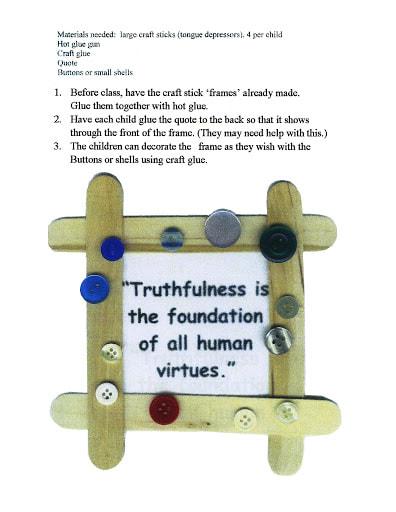 Materials needed:  large craft sticks (tongue depressors). 4 per child
Hot glue gun
Craft glue
Quote
Buttons or small shells
1. Before class, have the craft stick ‘frames’ already made.
Glue them together with hot glue.
2. Have each child glue the quote to the back so that it shows
through the front of the frame. (They may need help with this.)
3. The children can decorate the  frame as they wish with the
Buttons or shells using craft glue.
“Truthfulness is
the foundation
of all human
virtues.”